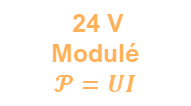 24 V
Modulé
𝒫 = UI